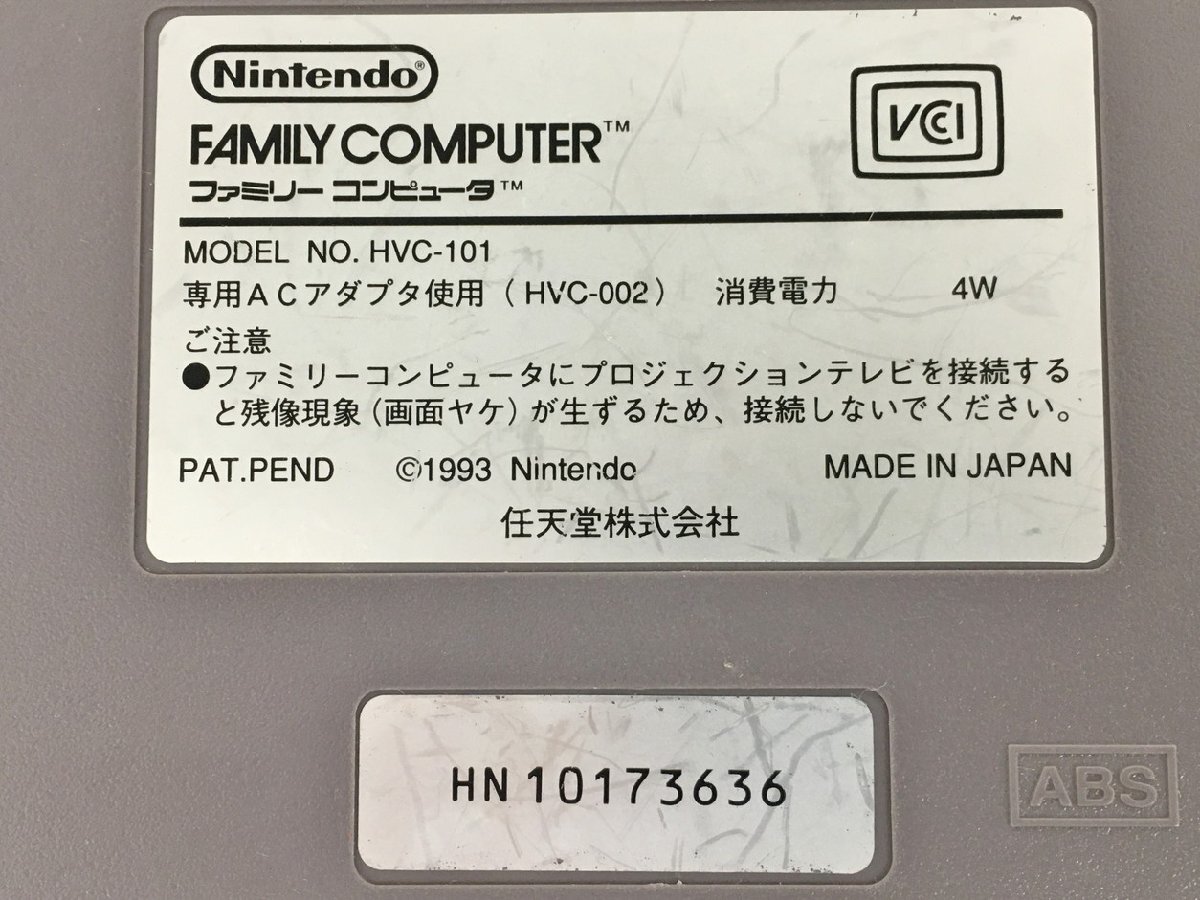 Nintendo®
FAMILY COMPUTER™
ファミリー コンピュータ™
VCCI
MODEL NO. HVC-101
専用ACアダプタ使用（HVC-002） 消費電力 4W
ご注意
●ファミリーコンピュータにプロジェクションテレビを接続する
と残像現象（画面ヤケ）が生ずるため、接続しないでください。
PAT.PEND ©1993 Nintendo MADE IN JAPAN
任天堂株式会社
HN10173636
ABS